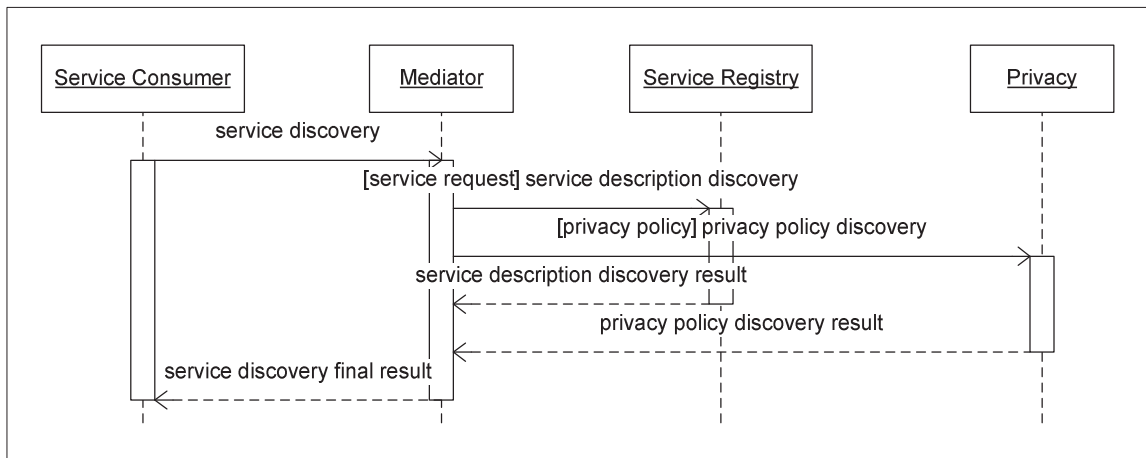 Service Consumer
Mediator
Service Registry
Privacy
service discovery
[service request] service description discovery
[privacy policy] privacy policy discovery
service description discovery result
privacy policy discovery result
service discovery final result